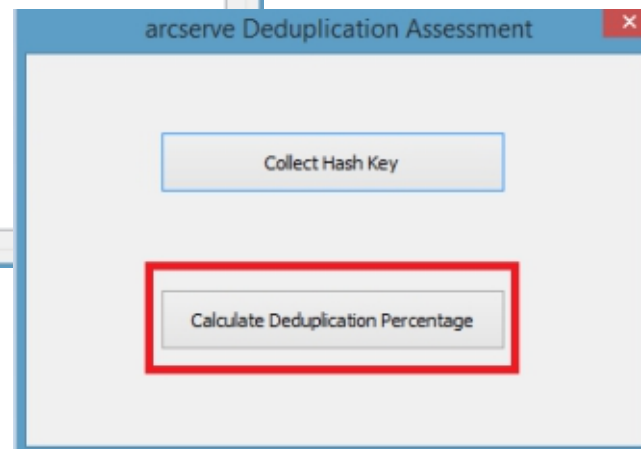 arcserve Deduplication Assessment
Collect Hash Key
Calculate Deduplication Percentage